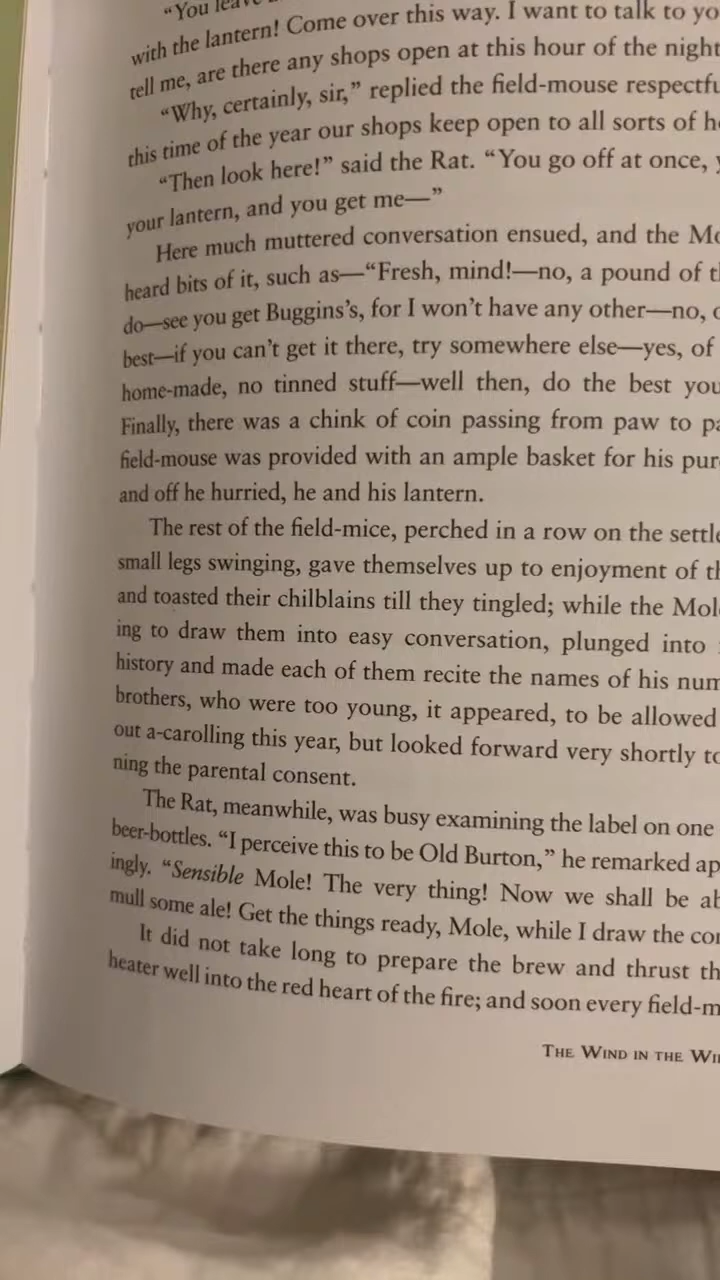 “You leave
with the lantern! Come over this way. I want to talk to yo
tell me, are there any shops open at this hour of the night
“Why, certainly, sir,” replied the field-mouse respectfu
this time of the year our shops keep open to all sorts of h
“Then look here!” said the Rat. “You go off at once, y
your lantern, and you get me—”
Here much muttered conversation ensued, and the Mo
heard bits of it, such as—“Fresh, mind!—no, a pound of t
do—see you get Buggins’s, for I won’t have any other—no, o
best—if you can’t get it there, try somewhere else—yes, of
home-made, no tinned stuff—well then, do the best you
Finally, there was a chink of coin passing from paw to pa
field-mouse was provided with an ample basket for his pur
and off he hurried, he and his lantern.
The rest of the field-mice, perched in a row on the settle
small legs swinging, gave themselves up to enjoyment of th
and toasted their chilblains till they tingled; while the Mole
ing to draw them into easy conversation, plunged into
history and made each of them recite the names of his num
brothers, who were too young, it appeared, to be allowed
out a-carolling this year, but looked forward very shortly to
ning the parental consent.
The Rat, meanwhile, was busy examining the label on one
beer-bottles. “I perceive this to be Old Burton,” he remarked ap
ingly. “Sensible Mole! The very thing! Now we shall be ab
mull some ale! Get the things ready, Mole, while I draw the cor
It did not take long to prepare the brew and thrust th
heater well into the red heart of the fire; and soon every field-m
The Wind in the Wi